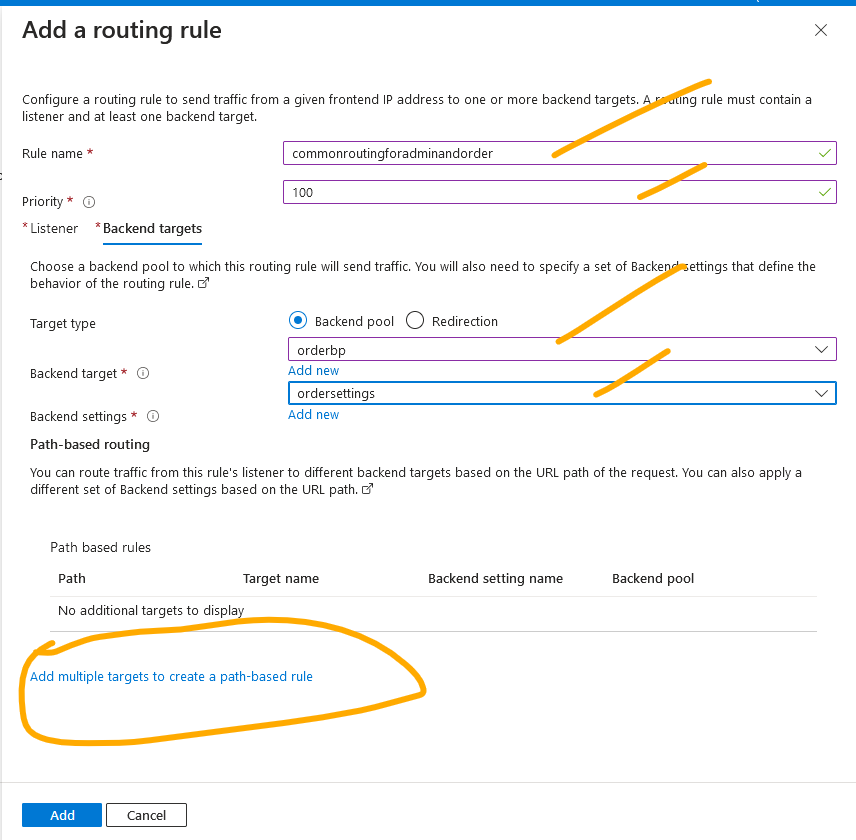 Add a routing rule
Configure a routing rule to send traffic from a given frontend IP address to one or more backend targets. A routing rule must contain a
listener and at least one backend target.
Rule name *
commonroutingforadminandorder
Priority *
100
* Listener
* Backend targets
Choose a backend pool to which this routing rule will send traffic. You will also need to specify a set of Backend settings that define the
behavior of the routing rule.
Target type
Backend pool
Redirection
orderbp
Backend target *
Add new
ordersettings
Backend settings *
Add new
Path-based routing
You can route traffic from this rule's listener to different backend targets based on the URL path of the request. You can also apply a
different set of Backend settings based on the URL path.
Path based rules
Path Target name Backend setting name Backend pool
No additional targets to display
Add multiple targets to create a path-based rule
Add Cancel